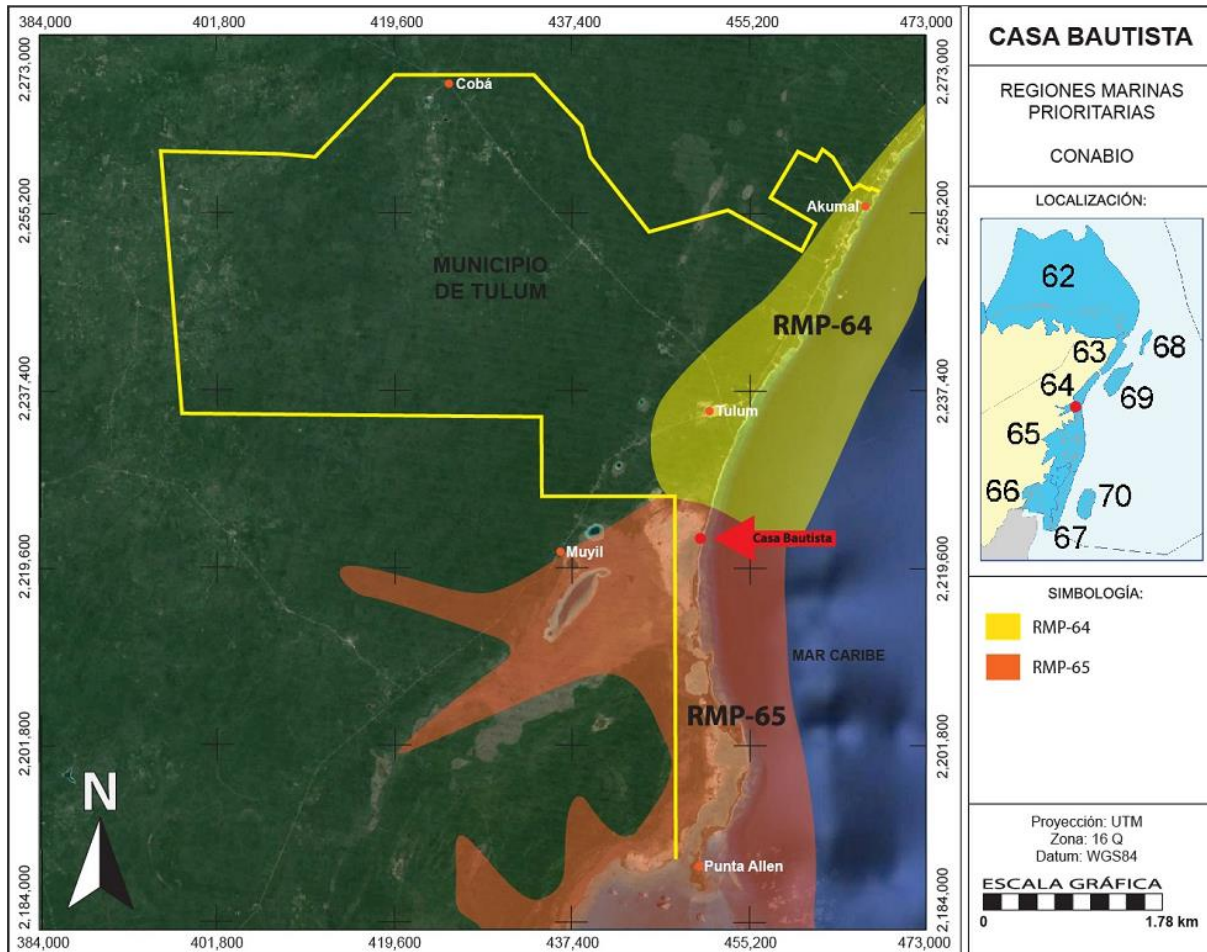 384,000 401,800 419,600 437,400 455,200 473,000
2,273,000 2,273,000
Cobá
2,255,200 2,255,200
Akumal
MUNICIPIO
DE TULUM
RMP-64
2,237,400 2,237,400
Tulum
Casa Bautista
Muyil
2,219,600 2,219,600
MAR CARIBE
RMP-65
2,201,800 2,201,800
N
Punta Allen
2,184,000 2,184,000
384,000 401,800 419,600 437,400 455,200 473,000
CASA BAUTISTA
REGIONES MARINAS
PRIORITARIAS
CONABIO
LOCALIZACIÓN:
62
63
68
64
69
65
66
70
67
SIMBOLOGÍA:
RMP-64
RMP-65
Proyección: UTM
Zona: 16 Q
Datum: WGS84
ESCALA GRÁFICA
0 1.78 km